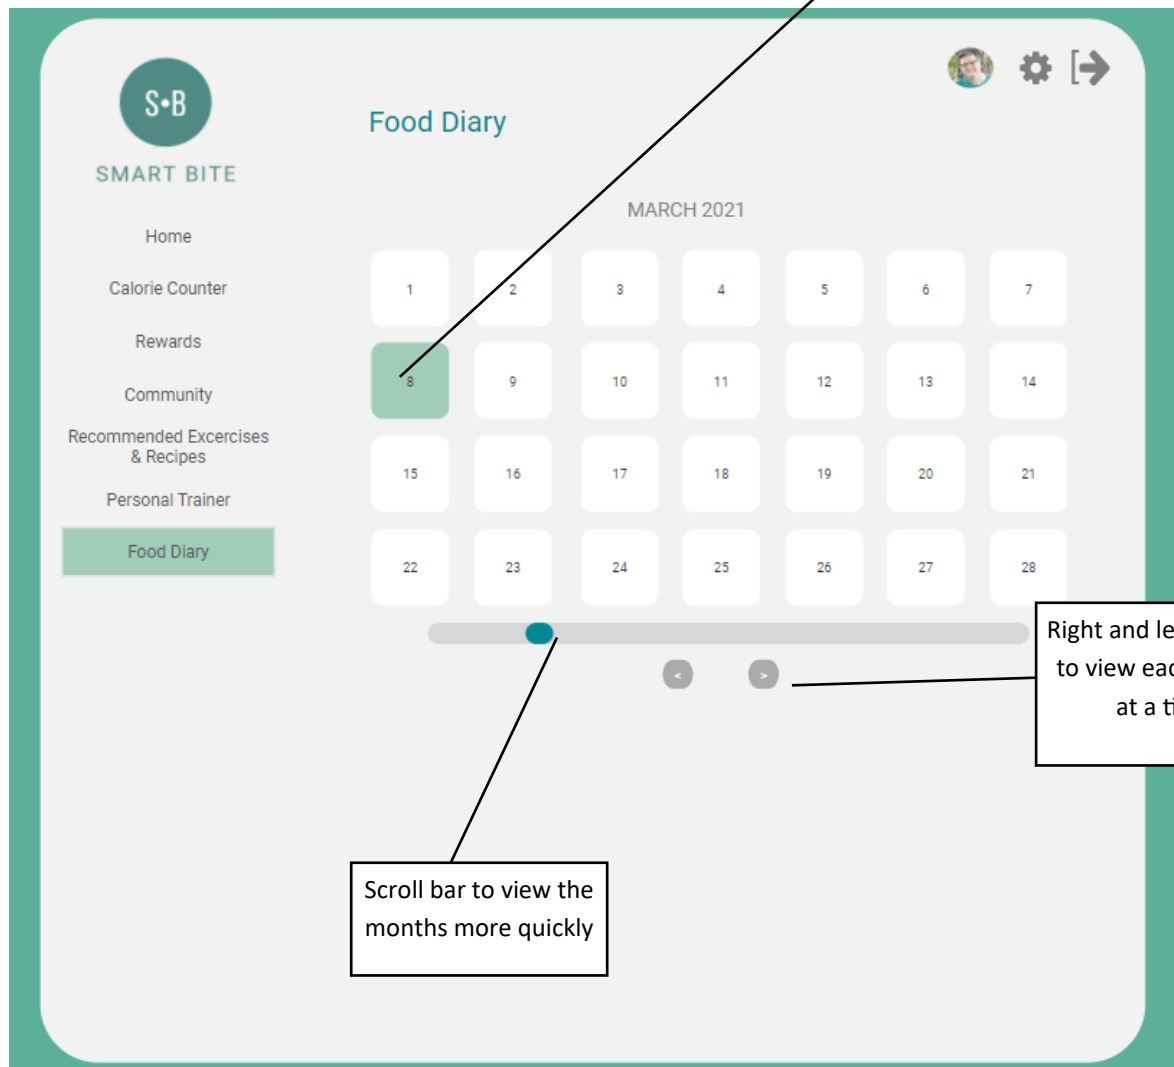 S•B
SMART BITE
Home
Calorie Counter
Rewards
Community
Recommended Excercises
& Recipes
Personal Trainer
Food Diary
Food Diary
MARCH 2021
1 2 3 4 5 6 7
8 9 10 11 12 13 14
15 16 17 18 19 20 21
22 23 24 25 26 27 28
< >
Right and
to view
at a
Scroll bar to view the
months more quickly